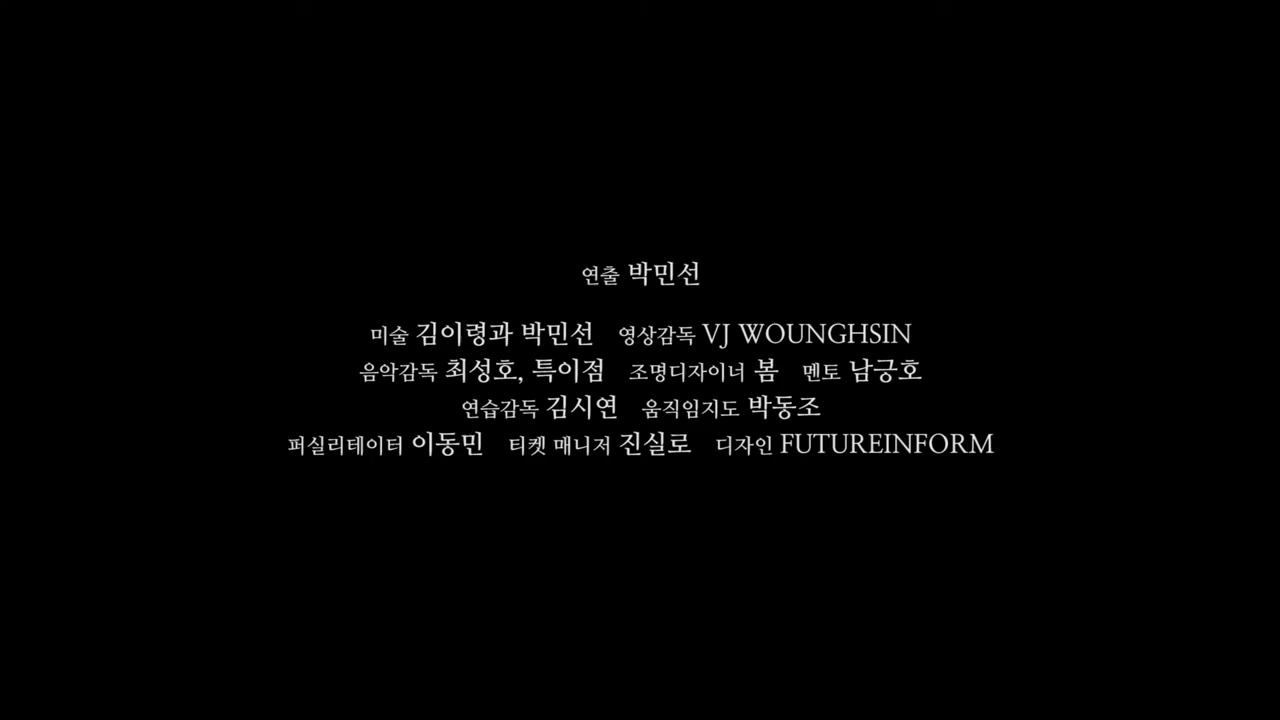 연출 박민선
미술 김이령과 박민선 영상감독 VJ WOUNGHSIN
음악감독 최성호, 특이점 조명디자이너 봄 멘토 남긍호
연습감독 김시연 움직임지도 박동조
퍼실리테이터 이동민 티켓 매니저 진실로 디자인 FUTUREINFORM